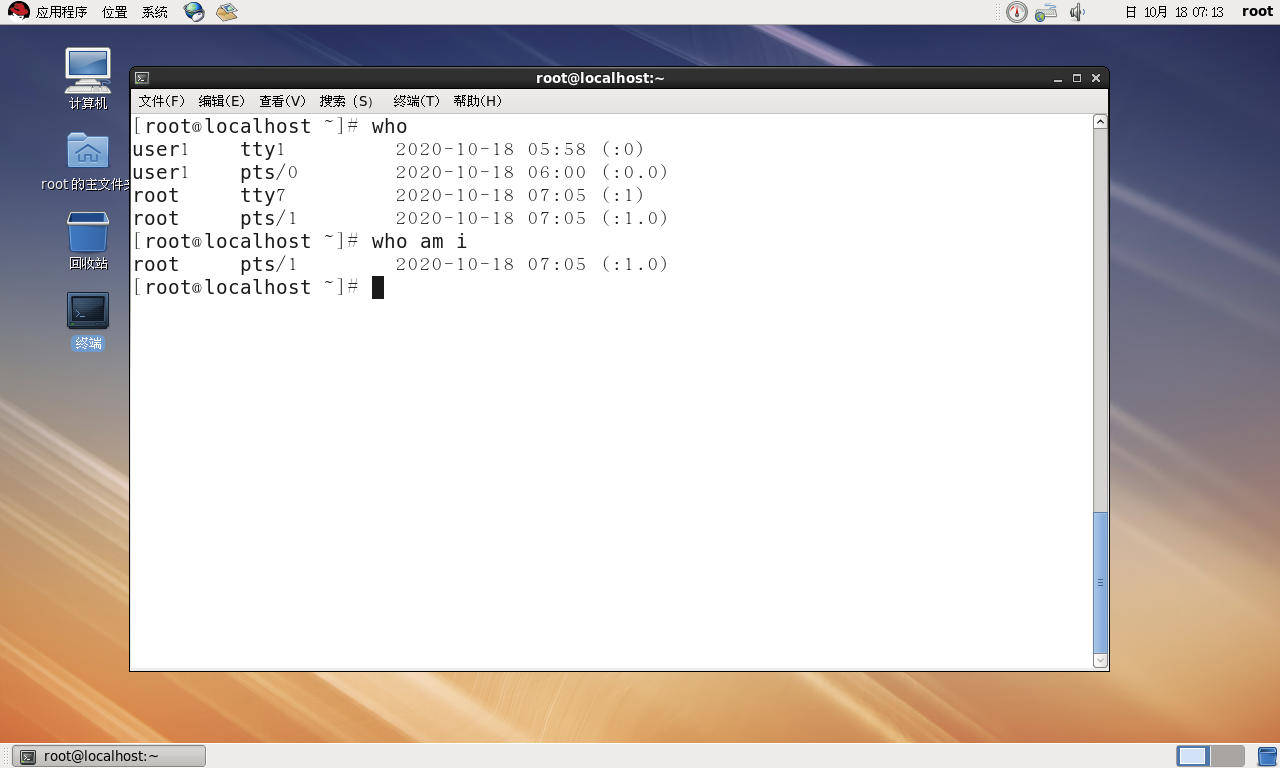 应用程序 位置 系统 日 10月 18 07:13 root
计算机
root 的主文件夹
回收站
终端
root@localhost:~
文件(F) 编辑(E) 查看(V) 搜索 (S) 终端(T) 帮助(H)
[root@localhost ~]# who
user1    tty1         2020-10-18 05:58 (:0)
user1    pts/0        2020-10-18 06:00 (:0.0)
root     tty7         2020-10-18 07:05 (:1)
root     pts/1        2020-10-18 07:05 (:1.0)
[root@localhost ~]# who am i
root     pts/1        2020-10-18 07:05 (:1.0)
[root@localhost ~]#
root@localhost:~